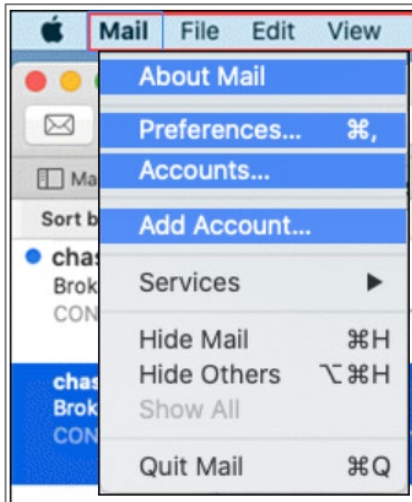 Mail File Edit View
About Mail
Preferences... ⌘,
Ma
Accounts...
Sort b
Add Account...
chas
Brok
CON
Services ▶
Hide Mail ⌘H
Hide Others ⌥⌘H
Show All
chas
Brok
CON
Quit Mail ⌘Q